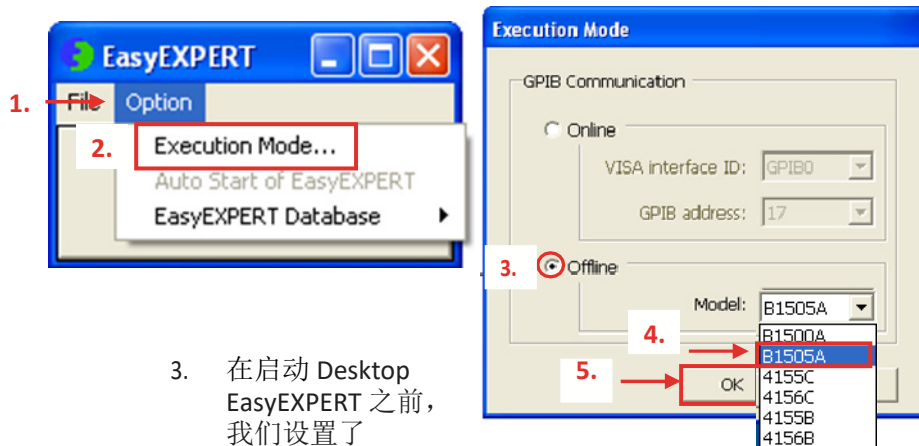 EasyEXPERT
1. File Option
2. Execution Mode...
Auto Start of EasyEXPERT
EasyEXPERT Database
3. 在启动 Desktop
EasyEXPERT 之前，
我们设置了
Execution Mode
GPIB Communication
Online
VISA interface ID: GPIB0
GPIB address: 17
3. Offline
Model: B1505A
B1500A
4. B1505A
4155C
5. OK
4156C
4155B
4156B